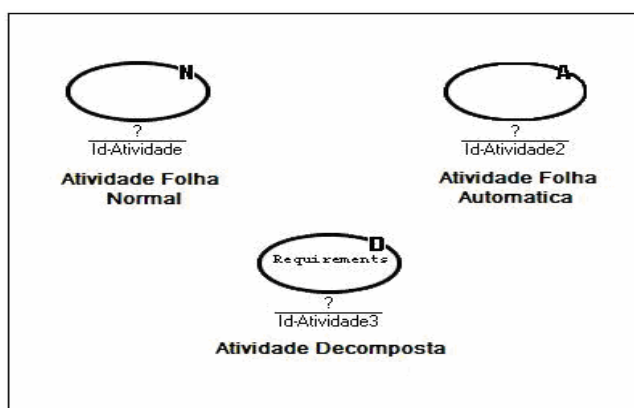 N
?
Id-Atividade
Atividade Folha
Normal
A
?
Id-Atividade2
Atividade Folha
Automatica
D
Requirements
?
Id-Atividade3
Atividade Decomposta